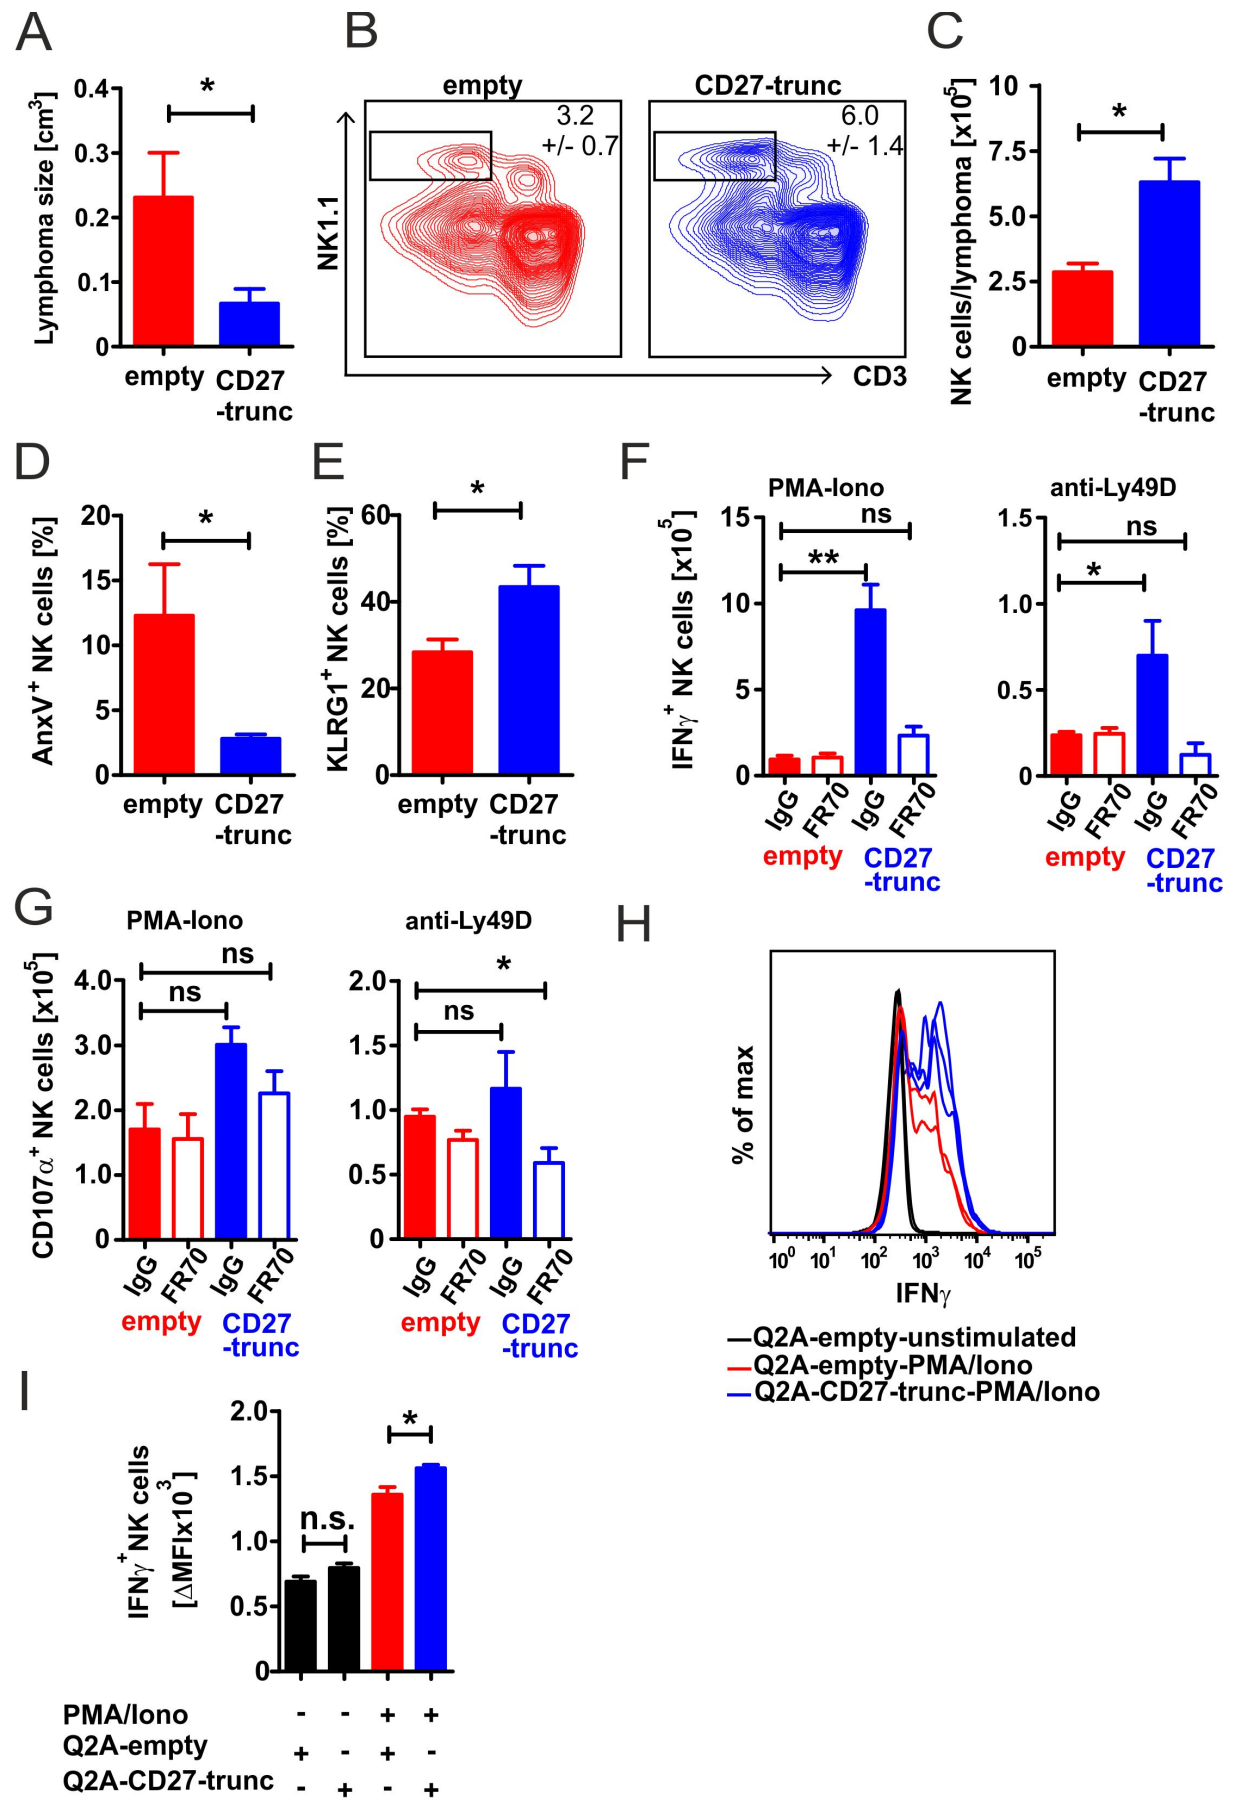 A
Lymphoma size [cm³]
0.4
0.3
0.2
0.1
0
*
empty
CD27
-trunc
B
empty
CD27-trunc
3.2
+/- 0.7
6.0
+/- 1.4
NK1.1
CD3
C
NK cells/lymphoma [x10⁵]
10
7.5
5.0
2.5
0
*
empty
CD27
-trunc
D
AnxV⁺ NK cells [%]
20
15
10
5
0
*
empty
CD27
-trunc
E
KLRG1⁺ NK cells [%]
60
40
20
0
*
empty
CD27
-trunc
F
PMA-Iono
IFNγ⁺ NK cells [x10⁵]
15
10
5
0
ns
**
IgG
FR70
IgG
FR70
empty
CD27
-trunc
anti-Ly49D
1.5
1.0
0.5
0
ns
*
IgG
FR70
IgG
FR70
empty
CD27
-trunc
G
PMA-Iono
CD107α⁺ NK cells [x10⁵]
4.0
3.0
2.0
1.0
0
ns
ns
IgG
FR70
IgG
FR70
empty
CD27
-trunc
anti-Ly49D
2.0
1.5
1.0
0.5
0
*
ns
IgG
FR70
IgG
FR70
empty
CD27
-trunc
H
% of max
10⁰ 10¹ 10² 10³ 10⁴ 10⁵
IFNγ
Q2A-empty-unstimulated
Q2A-empty-PMA/Iono
Q2A-CD27-trunc-PMA/Iono
I
IFNγ⁺ NK cells
[ΔMFIx10³]
2.0
1.5
1.0
0.5
0
n.s.
*
PMA/Iono - - + +
Q2A-empty + - + -
Q2A-CD27-trunc - + - +